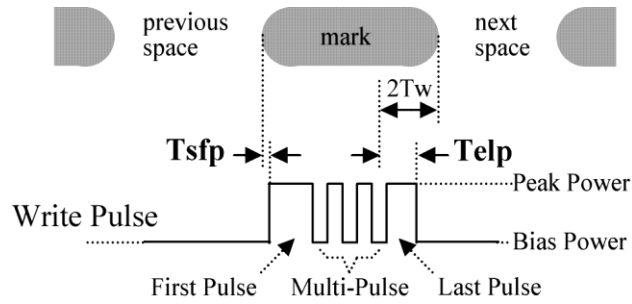 previous space
mark
next space
2Tw
Tsfp
Telp
Peak Power
Write Pulse
Bias Power
First Pulse
Multi-Pulse
Last Pulse